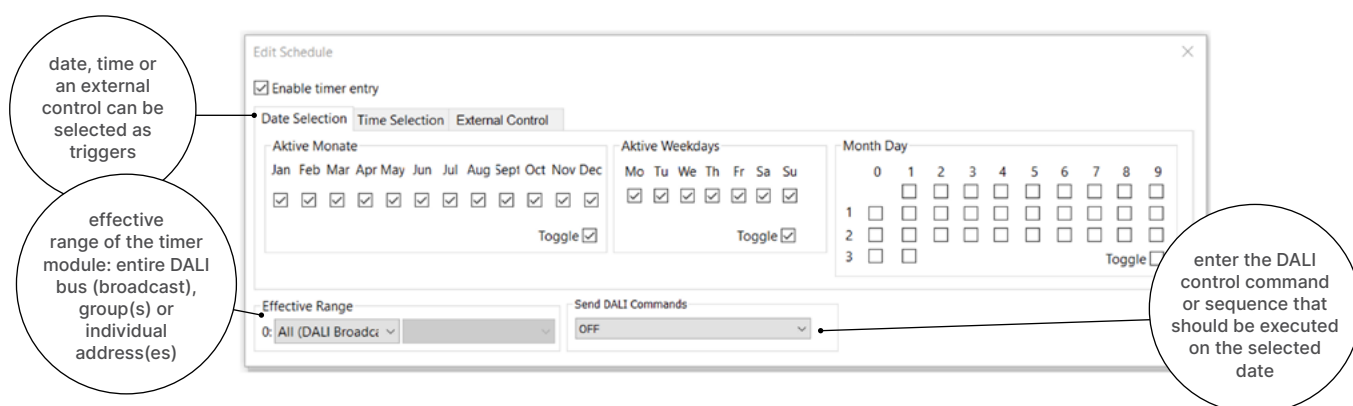 date, time or
an external
control can be
selected as
triggers
effective
range of the timer
module: entire DALI
bus (broadcast),
group(s) or
individual
address(es)
Edit Schedule
Enable timer entry
Date Selection Time Selection External Control
Aktive Monate
Jan Feb Mar Apr May Jun Jul Aug Sept Oct Nov Dec
Toggle
Aktive Weekdays
Mo Tu We Th Fr Sa Su
Toggle
Month Day
0 1 2 3 4 5 6 7 8 9
1
2
3
Toggle
Effective Range
0: All (DALI Broadca
Send DALI Commands
OFF
enter the DALI
control command
or sequence that
should be executed
on the selected
date